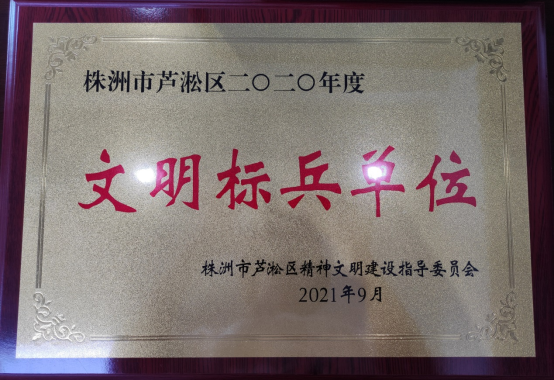 株洲市芦淞区二〇二〇年度
文明标兵单位
株洲市芦淞区精神文明建设指导委员会
2021年9月